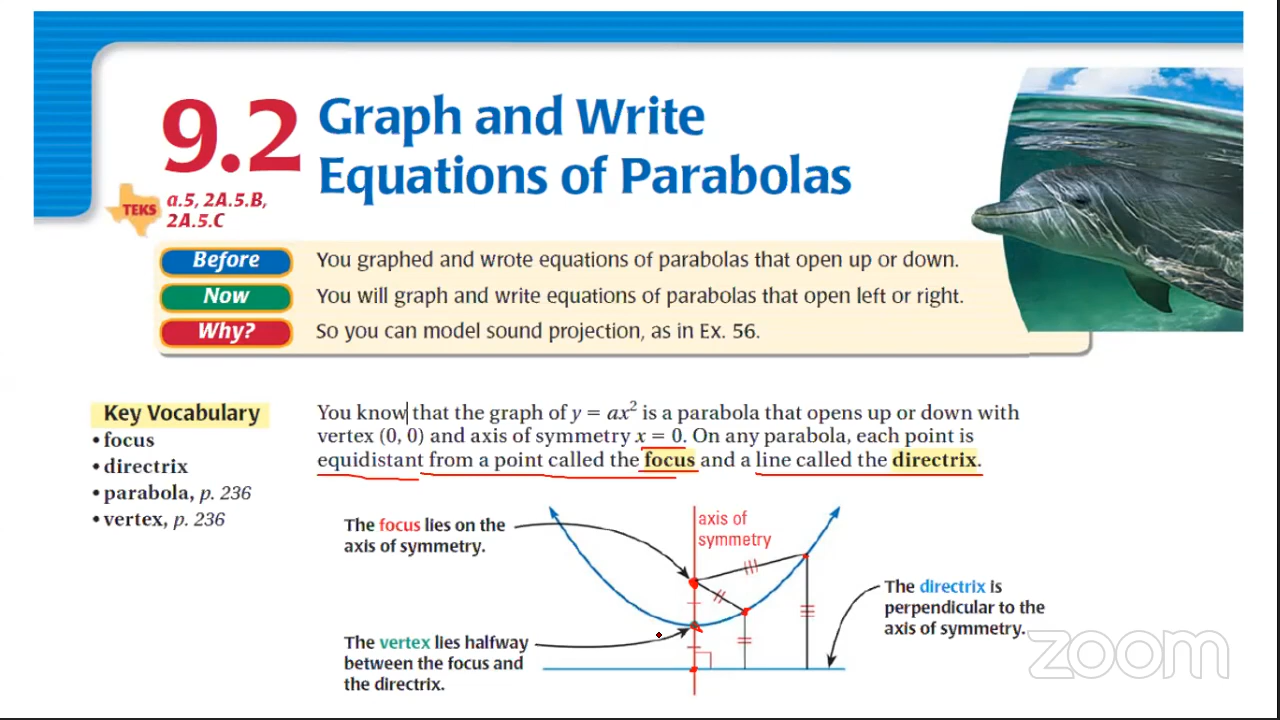 9.2
Graph and Write
Equations of Parabolas
TEKS
a.5, 2A.5.B,
2A.5.C
Before
You graphed and wrote equations of parabolas that open up or down.
Now
You will graph and write equations of parabolas that open left or right.
Why?
So you can model sound projection, as in Ex. 56.
Key Vocabulary
• focus
• directrix
• parabola, p. 236
• vertex, p. 236
You know that the graph of y = ax² is a parabola that opens up or down with
vertex (0, 0) and axis of symmetry x = 0. On any parabola, each point is
equidistant from a point called the focus and a line called the directrix.
The focus lies on the
axis of symmetry.
axis of
symmetry
The directrix is
perpendicular to the
axis of symmetry.
The vertex lies halfway
between the focus and
the directrix.
zoom